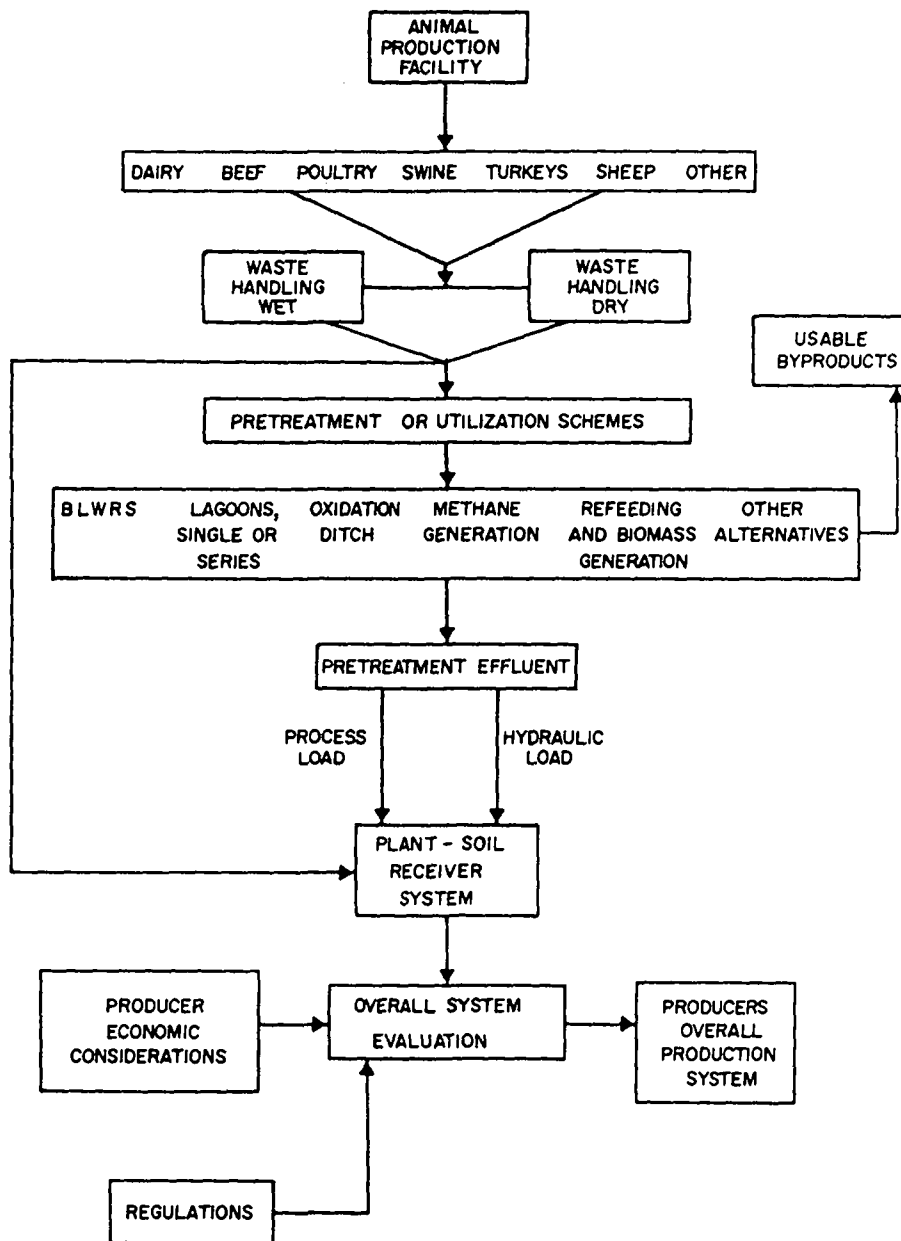 ANIMAL
PRODUCTION
FACILITY
DAIRY BEEF POULTRY SWINE TURKEYS SHEEP OTHER
WASTE
HANDLING
WET
WASTE
HANDLING
DRY
USABLE
BYPRODUCTS
PRETREATMENT OR UTILIZATION SCHEMES
BLWRS
LAGOONS,
SINGLE OR
SERIES
OXIDATION
DITCH
METHANE
GENERATION
REFEEDING
AND BIOMASS
GENERATION
OTHER
ALTERNATIVES
PRETREATMENT EFFLUENT
PROCESS
LOAD
HYDRAULIC
LOAD
PLANT - SOIL
RECEIVER
SYSTEM
PRODUCER
ECONOMIC
CONSIDERATIONS
OVERALL SYSTEM
EVALUATION
PRODUCERS
OVERALL
PRODUCTION
SYSTEM
REGULATIONS